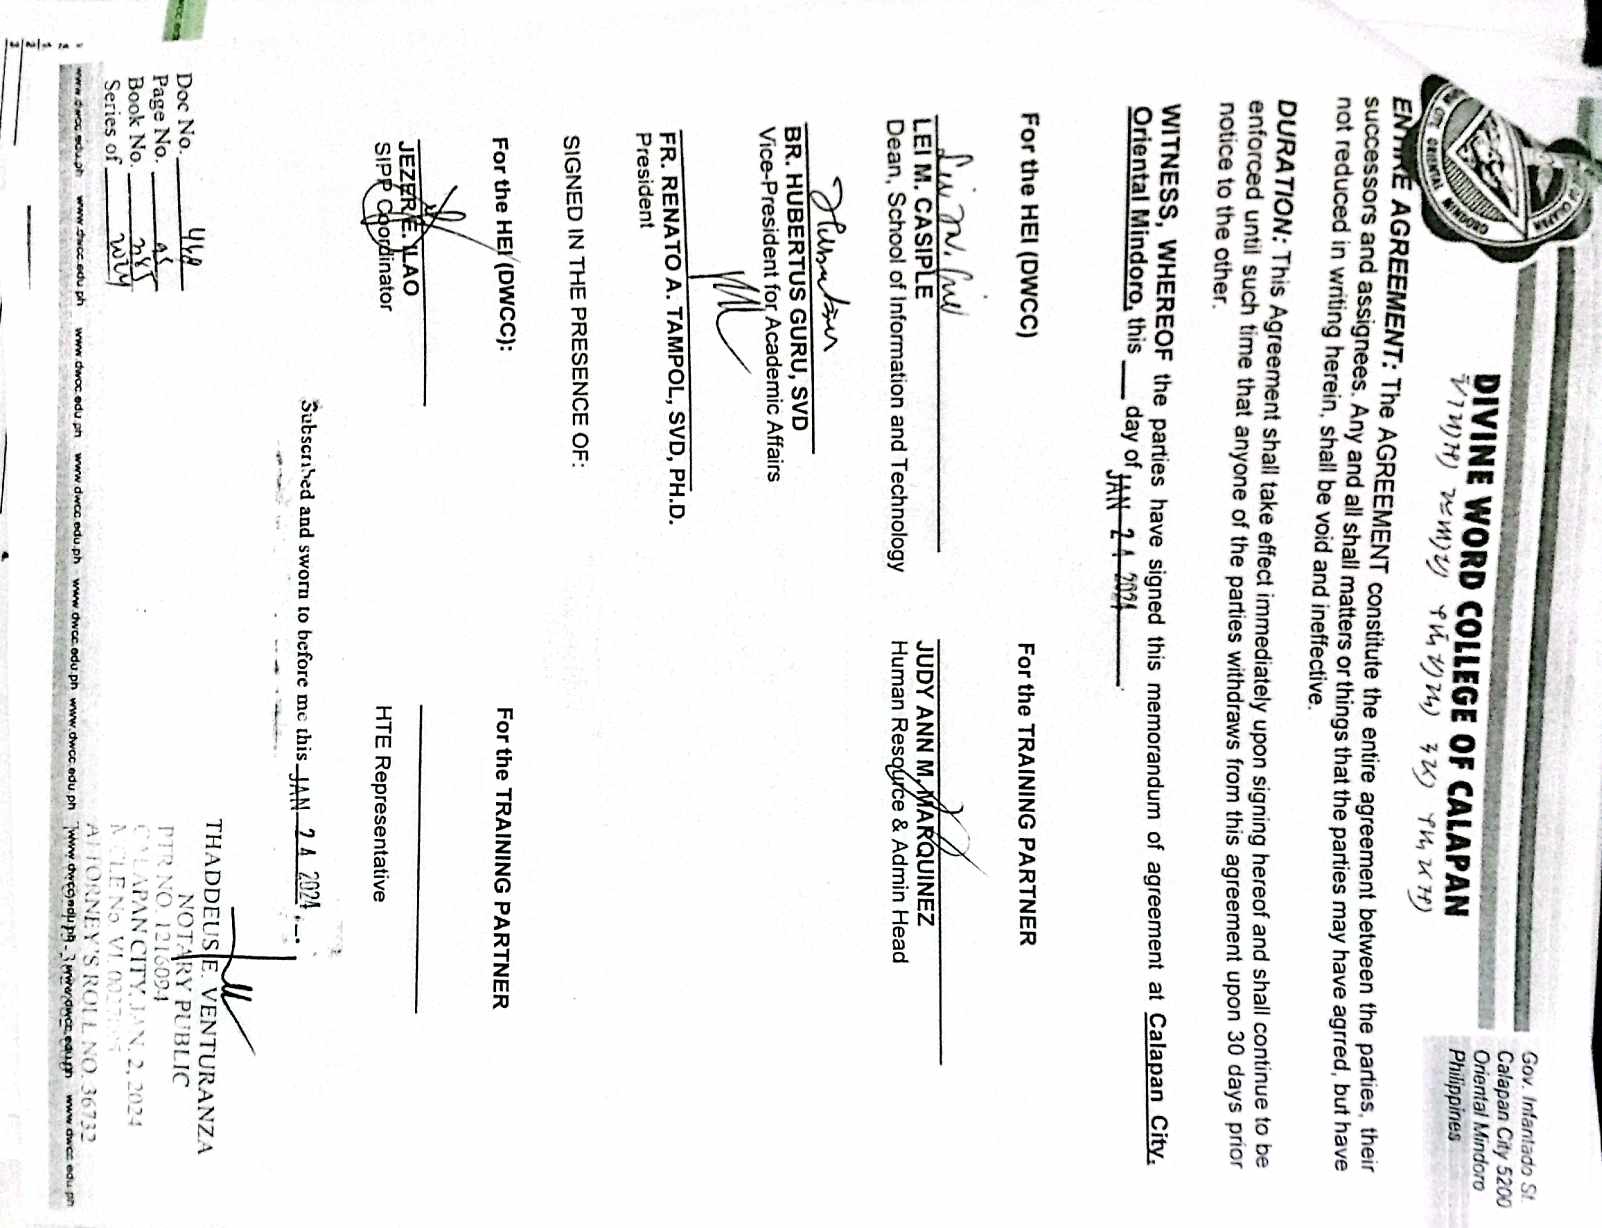 DIVINE WORD COLLEGE OF CALAPAN
Gov. Infantado St.
Calapan City 5200
Oriental Mindoro
Philippines
ENTIRE AGREEMENT: The AGREEMENT constitute the entire agreement between the parties, their
successors and assignees. Any and all shall matters or things that the parties may have agrred, but have
not reduced in writing herein, shall be void and ineffective.
DURATION: This Agreement shall take effect immediately upon signing hereof and shall continue to be
enforced until such time that anyone of the parties withdraws from this agreement upon 30 days prior
notice to the other.
WITNESS, WHEREOF the parties have signed this memorandum of agreement at Calapan City,
Oriental Mindoro, this ___ day of JAN 24 2024.
For the HEI (DWCC) For the TRAINING PARTNER
LEI M. CASIPLE JUDY ANN M. MARQUINEZ
Dean, School of Information and Technology Human Resource & Admin Head
BR. HUBERTUS GURU, SVD
Vice-President for Academic Affairs
FR. RENATO A. TAMPOL, SVD, PH.D.
President
SIGNED IN THE PRESENCE OF:
For the HEI (DWCC): For the TRAINING PARTNER
JEZER E. LAO
SIPP Coordinator HTE Representative
Subscribed and sworn to before me this JAN 24 2024
THADDEUS E. VENTURANZA
NOTARY PUBLIC
PTR NO. 1216094
CALAPAN CITY, JAN. 2, 2024
MCLE No. VI
ATTORNEY'S ROLL NO. 36732
Doc No.
Page No.
Book No.
Series of 2024
www.dwcc.edu.ph www.dwcc.edu.ph www.dwcc.edu.ph www.dwcc.edu.ph www.dwcc.edu.ph www.dwcc.edu.ph www.dwcc.edu.ph www.dwcc.edu.ph www.dwcc.edu.ph